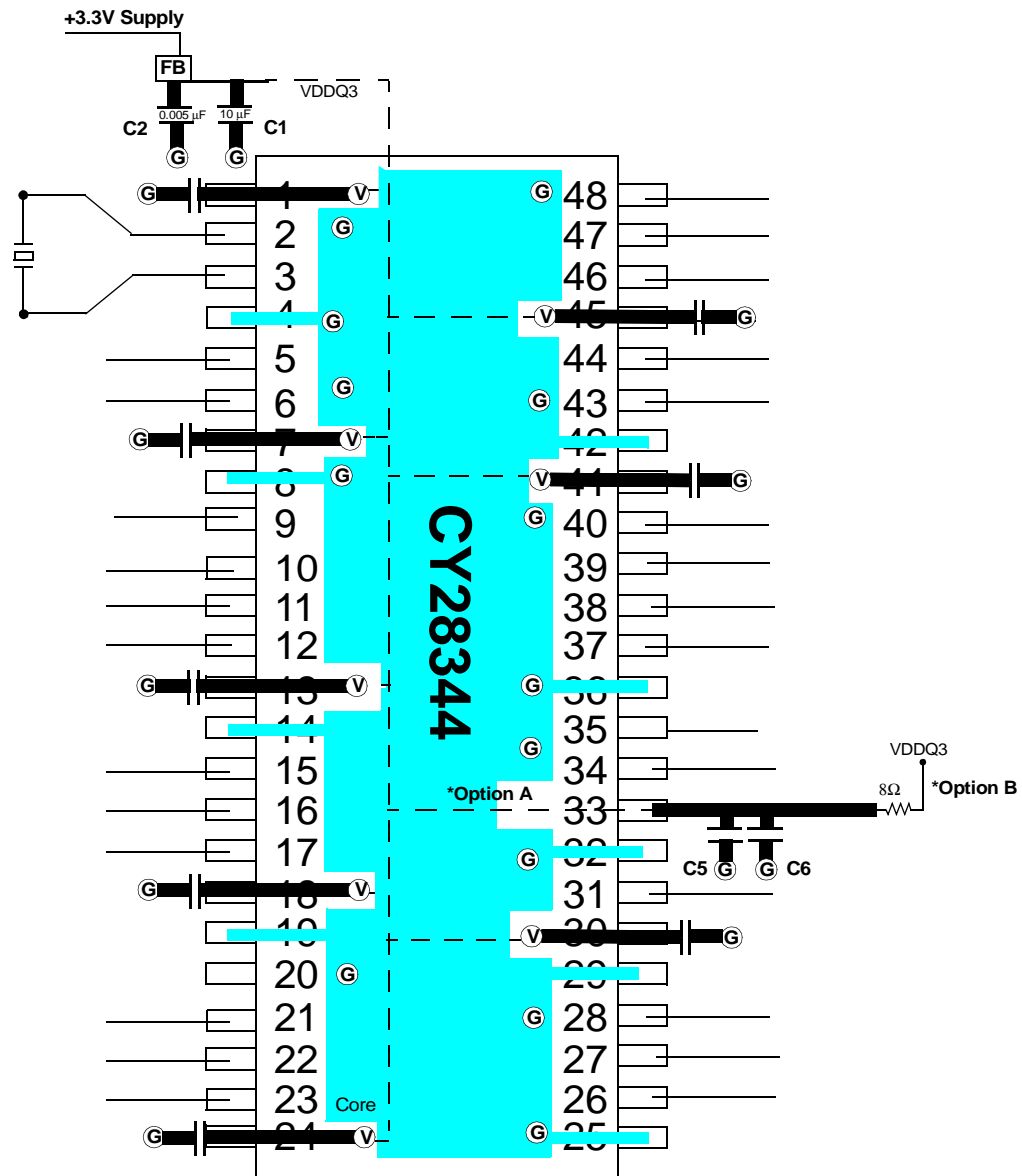 +3.3V Supply
FB
VDDQ3
0.005 µF
10 µF
C2
C1
G
G
G
V
G
G
G
G
V
G
G
V
G
V
G
V
G
Core
G
V
G
V
G
G
V
G
G
G
G
G
V
G
G
G
1
2
3
4
5
6
7
8
9
10
11
12
13
14
15
16
17
18
19
20
21
22
23
24
48
47
46
45
44
43
42
41
40
39
38
37
36
35
34
33
32
31
30
29
28
27
26
25
CY28344
*Option A
VDDQ3
8Ω
*Option B
C5
G
G
C6